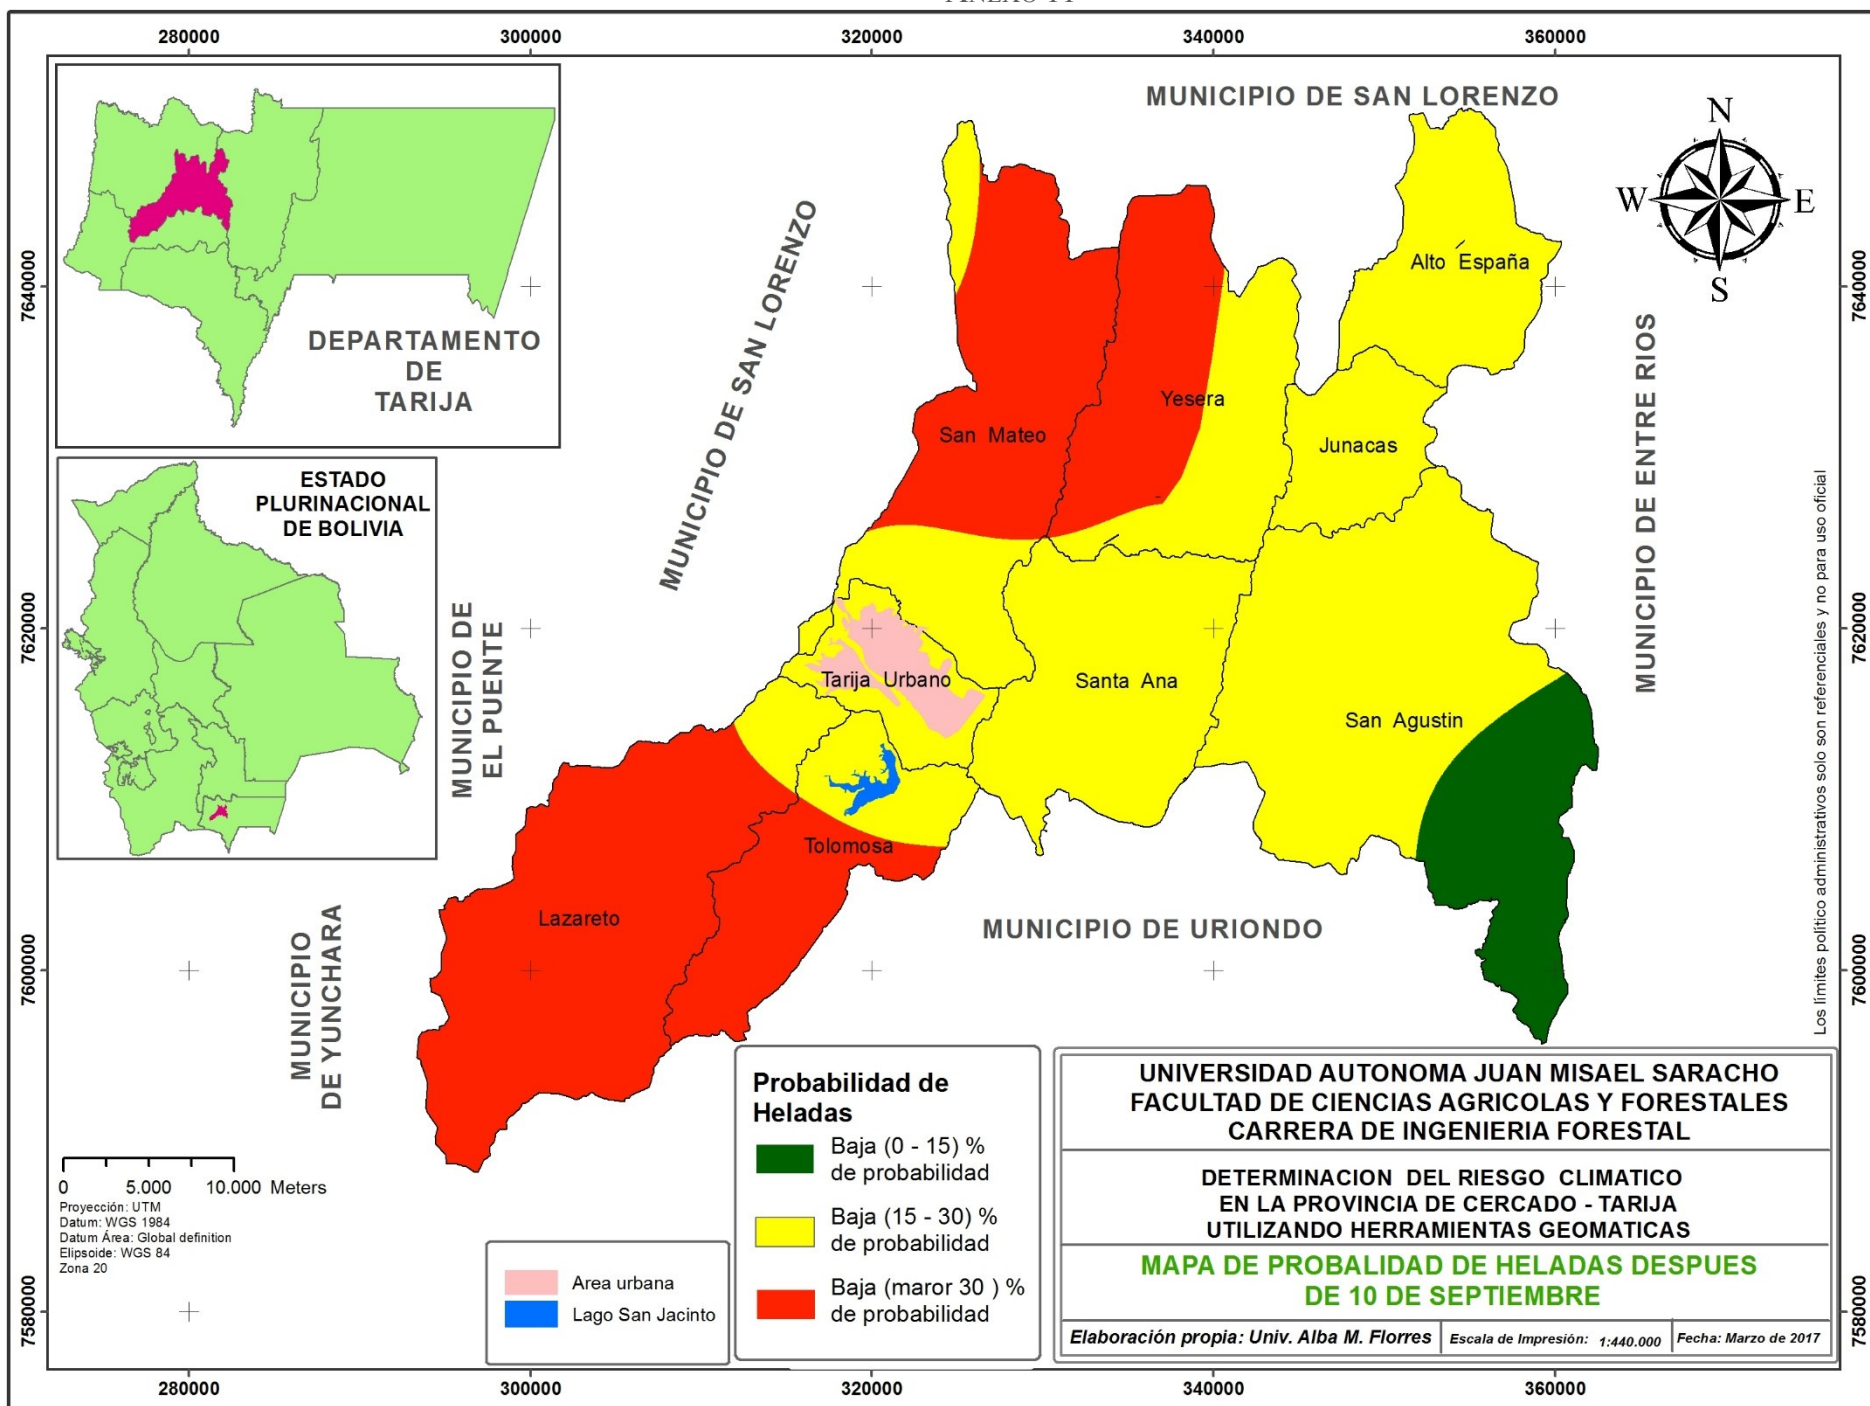 280000
300000
320000
340000
360000
MUNICIPIO DE SAN LORENZO
N
W
E
S
7640000
7640000
DEPARTAMENTO
DE
TARIJA
MUNICIPIO DE SAN LORENZO
Alto España
Yesera
San Mateo
Junacas
MUNICIPIO DE ENTRE RIOS
ESTADO
PLURINACIONAL
DE BOLIVIA
7620000
7620000
MUNICIPIO DE
EL PUENTE
Tarija Urbano
Santa Ana
San Agustin
Tolomosa
Lazareto
MUNICIPIO DE URIONDO
MUNICIPIO
DE YUNCHARA
7600000
7600000
Los límites político administrativos solo son referenciales y no para uso oficial
0 5.000 10.000 Meters
Proyección: UTM
Datum: WGS 1984
Datum Área: Global definition
Elipsoide: WGS 84
Zona 20
Area urbana
Lago San Jacinto
Probabilidad de
Heladas
Baja (0 - 15) %
de probabilidad
Baja (15 - 30) %
de probabilidad
Baja (maror 30 ) %
de probabilidad
UNIVERSIDAD AUTONOMA JUAN MISAEL SARACHO
FACULTAD DE CIENCIAS AGRICOLAS Y FORESTALES
CARRERA DE INGENIERIA FORESTAL
DETERMINACION DEL RIESGO CLIMATICO
EN LA PROVINCIA DE CERCADO - TARIJA
UTILIZANDO HERRAMIENTAS GEOMATICAS
MAPA DE PROBALIDAD DE HELADAS DESPUES
DE 10 DE SEPTIEMBRE
Elaboración propia: Univ. Alba M. Florres
Escala de Impresión: 1:440.000
Fecha: Marzo de 2017
7580000
7580000
280000
300000
320000
340000
360000